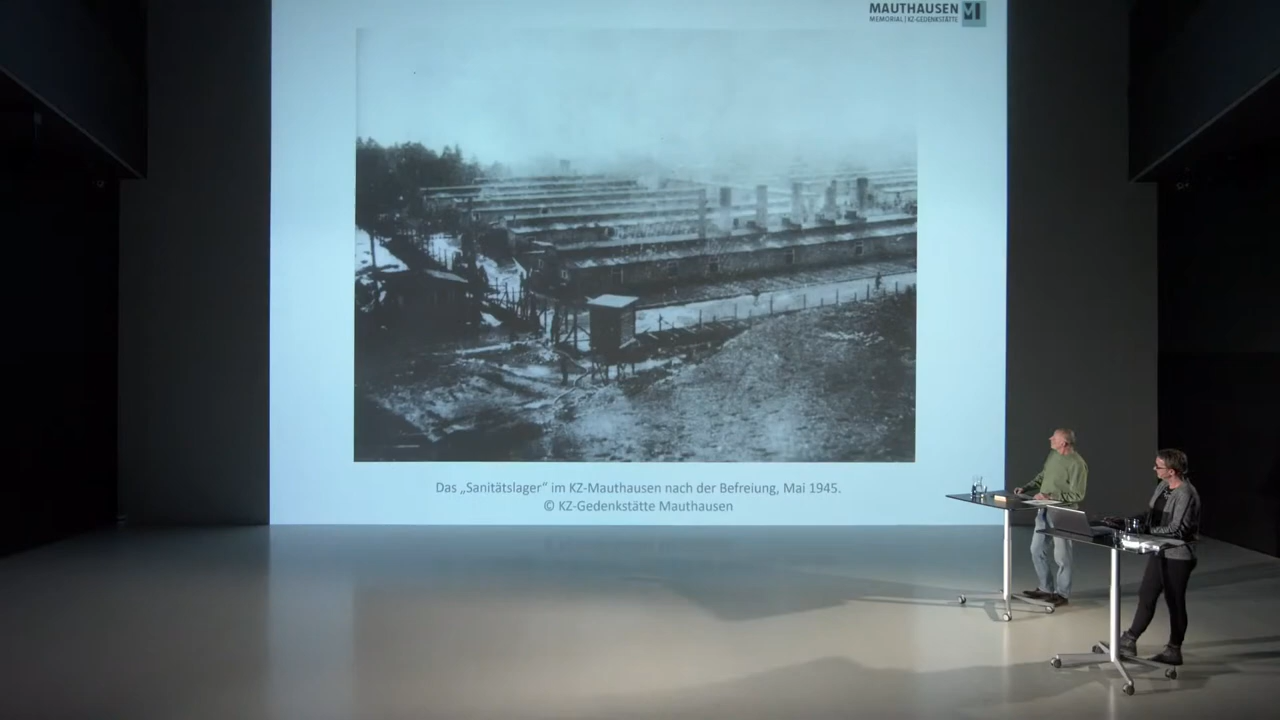 MAUTHAUSEN
MEMORIAL | KZ-GEDENKSTÄTTE
Das „Sanitätslager“ im KZ-Mauthausen nach der Befreiung, Mai 1945.
© KZ-Gedenkstätte Mauthausen